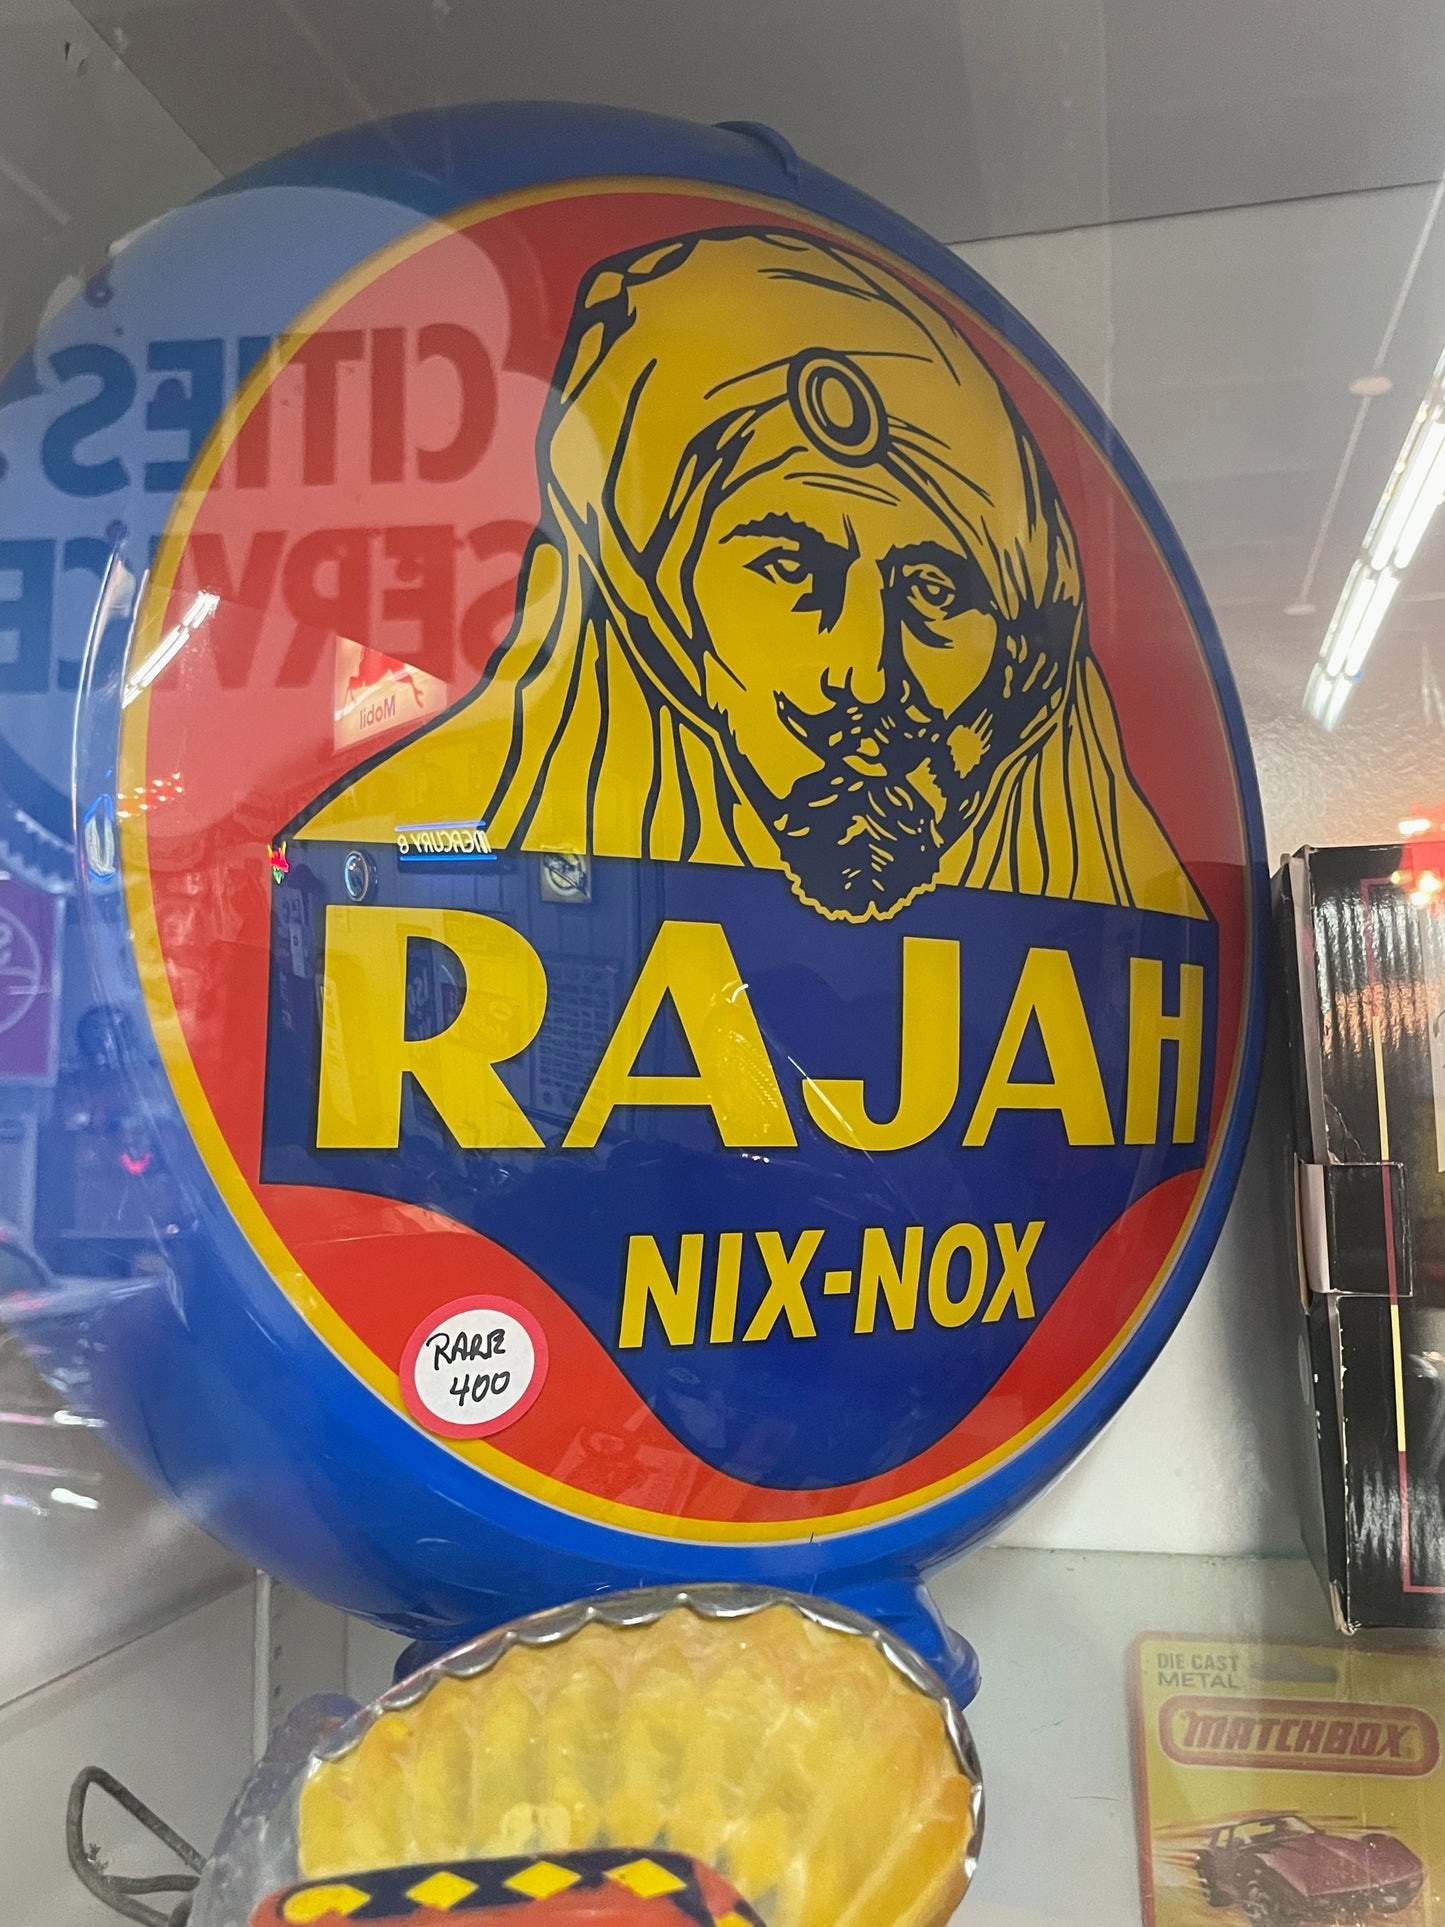 CITIES
SERVICE
Mobil
MERCURY 8
RAJAH
NIX-NOX
RARE
400
DIE CAST
METAL
MATCHBOX